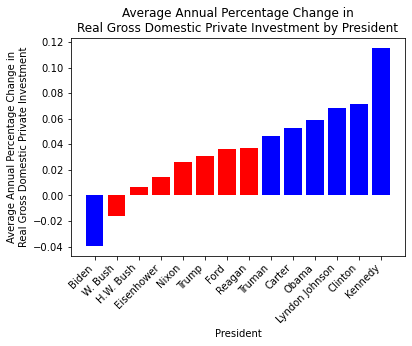 Average Annual Percentage Change in
Real Gross Domestic Private Investment by President
Average Annual Percentage Change in
Real Gross Domestic Private Investment
0.12
0.10
0.08
0.06
0.04
0.02
0.00
−0.02
−0.04
Biden
W. Bush
H.W. Bush
Eisenhower
Nixon
Trump
Ford
Reagan
Truman
Carter
Obama
Lyndon Johnson
Clinton
Kennedy
President